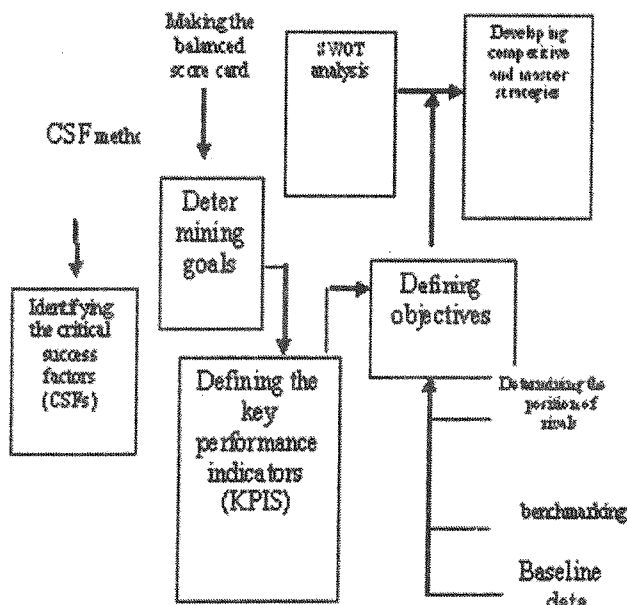 Making the
balanced
score card
SWOT
analysis
Developing
competitive
and master
strategies
CSF metho
Deter
mining
goals
Identifying
the critical
success
factors
(CSFs)
Defining
objectives
Defining the
key
performance
indicators
(KPIS)
Determining the
position of
rivals
benchmarking
Baseline
data